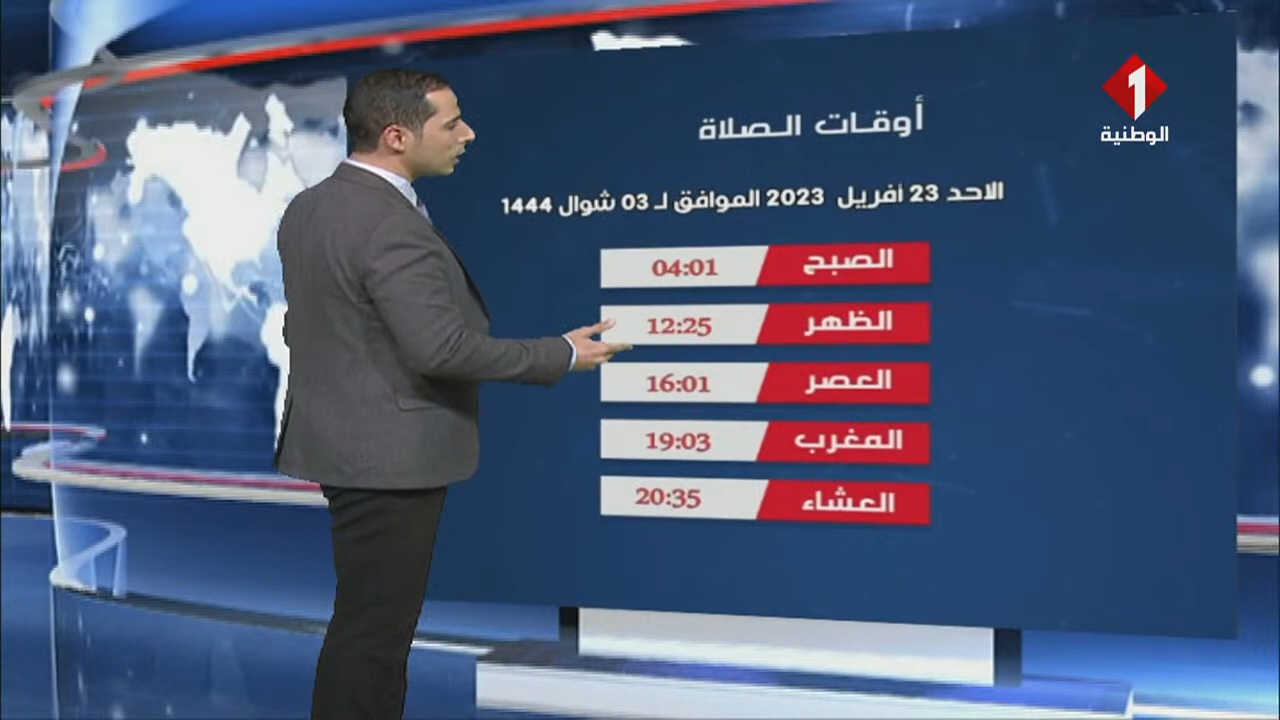 1
الوطنية
أوقات الصلاة
الاحد 23 أفريل 2023 الموافق لـ 03 شوال 1444
الصبح 04:01
الظهر 12:25
العصر 16:01
المغرب 19:03
العشاء 20:35